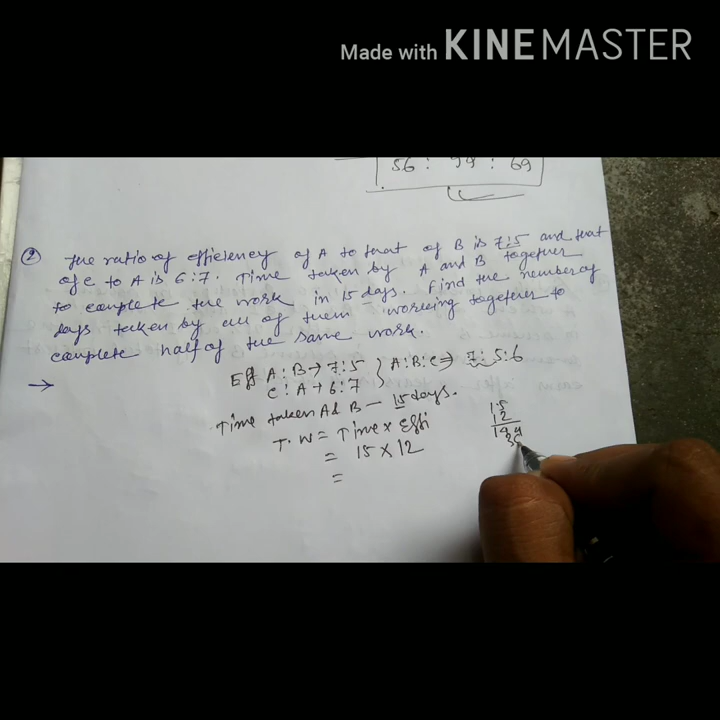 Made with KINEMASTER
56 : 94 : 69
② The ratio of efficiency of A to that of B is 7:5 and that
of C to A is 6:7. Time taken by A and B together
to complete the work in 15 days. Find the number of
days taken by all of them working together to
complete half of the same work.
→ Eff A : B → 7:5 } A:B:C ⇒ 7:5:6
C : A → 6:7
Time taken Ad B — 15 days.
T.W = Time × Effi
= 15 × 12
=
15
12